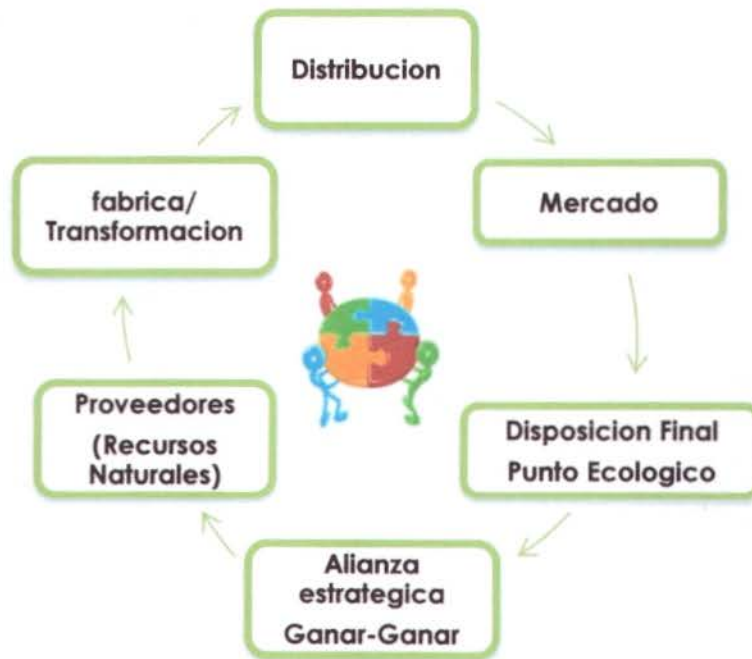 Distribucion
Mercado
Disposicion Final
Punto Ecologico
Alianza
estrategica
Ganar-Ganar
Proveedores
(Recursos
Naturales)
fabrica/
Transformacion